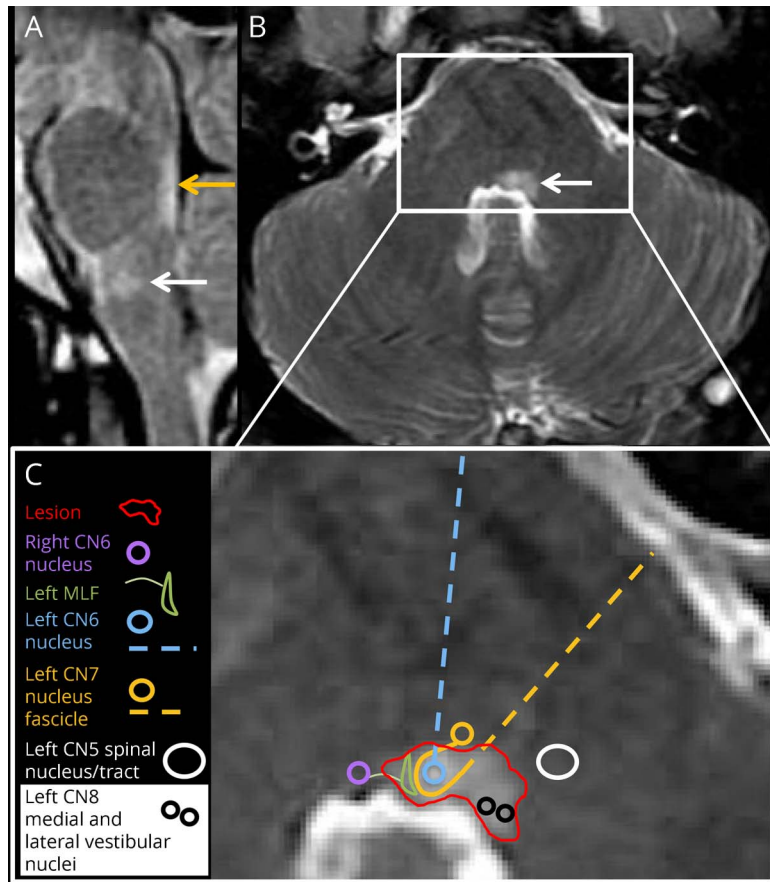 A
B
C
Lesion
Right CN6
nucleus
Left MLF
Left CN6
nucleus
Left CN7
nucleus
fascicle
Left CN5 spinal
nucleus/tract
Left CN8
medial and
lateral vestibular
nuclei